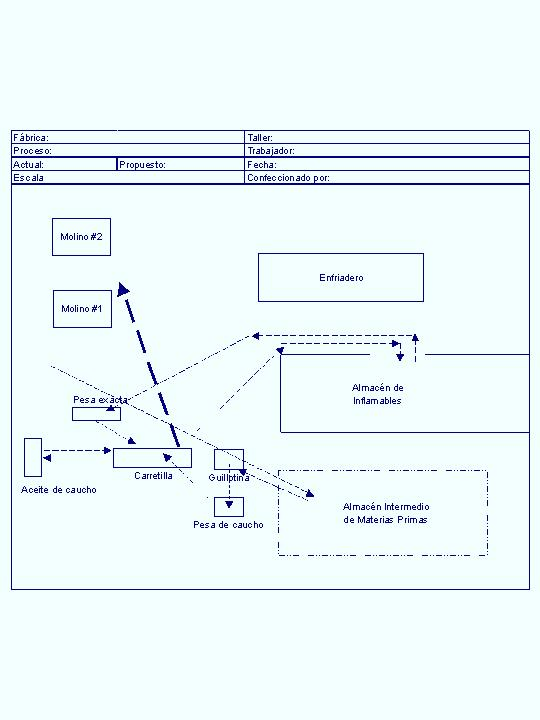 Fábrica:
Taller:
Proceso:
Trabajador:
Actual:
Propuesto:
Fecha:
Escala
Confeccionado por:
Molino #2
Enfriadero
Molino #1
Almacén de
Inflamables
Pesa exácta
Carretilla
Guillotina
Aceite de caucho
Almacén Intermedio
de Materias Primas
Pesa de caucho